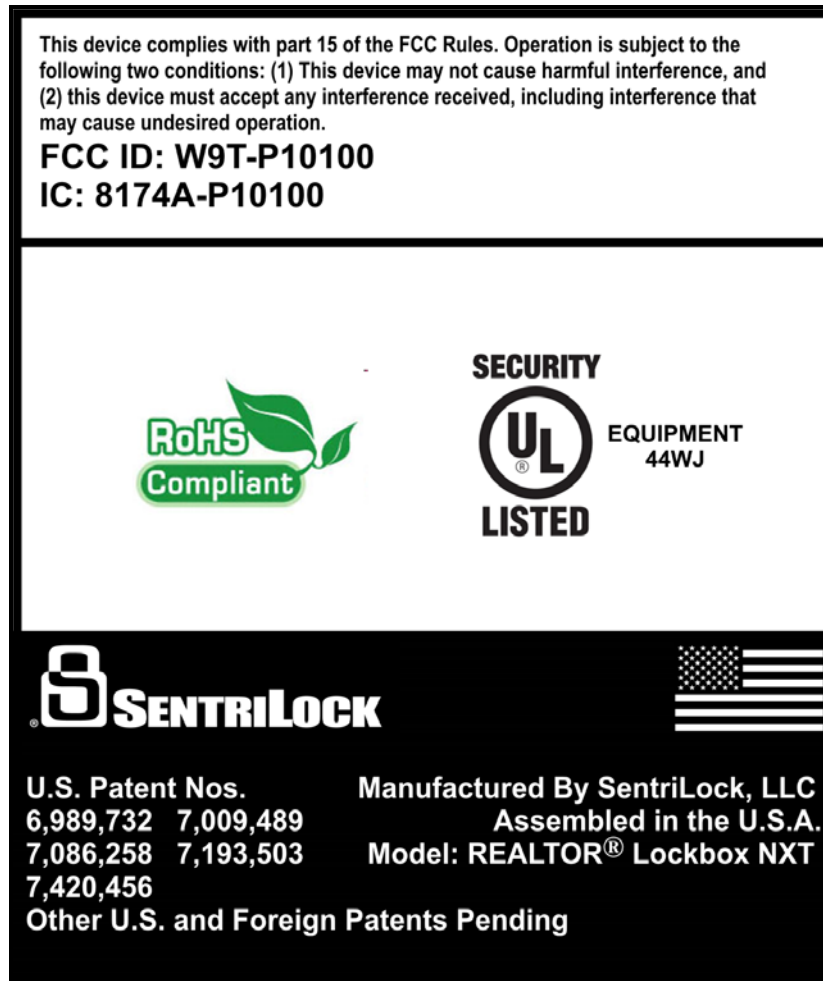 This device complies with part 15 of the FCC Rules. Operation is subject to the
following two conditions: (1) This device may not cause harmful interference, and
(2) this device must accept any interference received, including interference that
may cause undesired operation.
FCC ID: W9T-P10100
IC: 8174A-P10100
RoHS
Compliant
SECURITY
UL
®
EQUIPMENT
44WJ
LISTED
® SENTRILOCK
U.S. Patent Nos.
6,989,732 7,009,489
7,086,258 7,193,503
7,420,456
Other U.S. and Foreign Patents Pending
Manufactured By SentriLock, LLC
Assembled in the U.S.A.
Model: REALTOR® Lockbox NXT